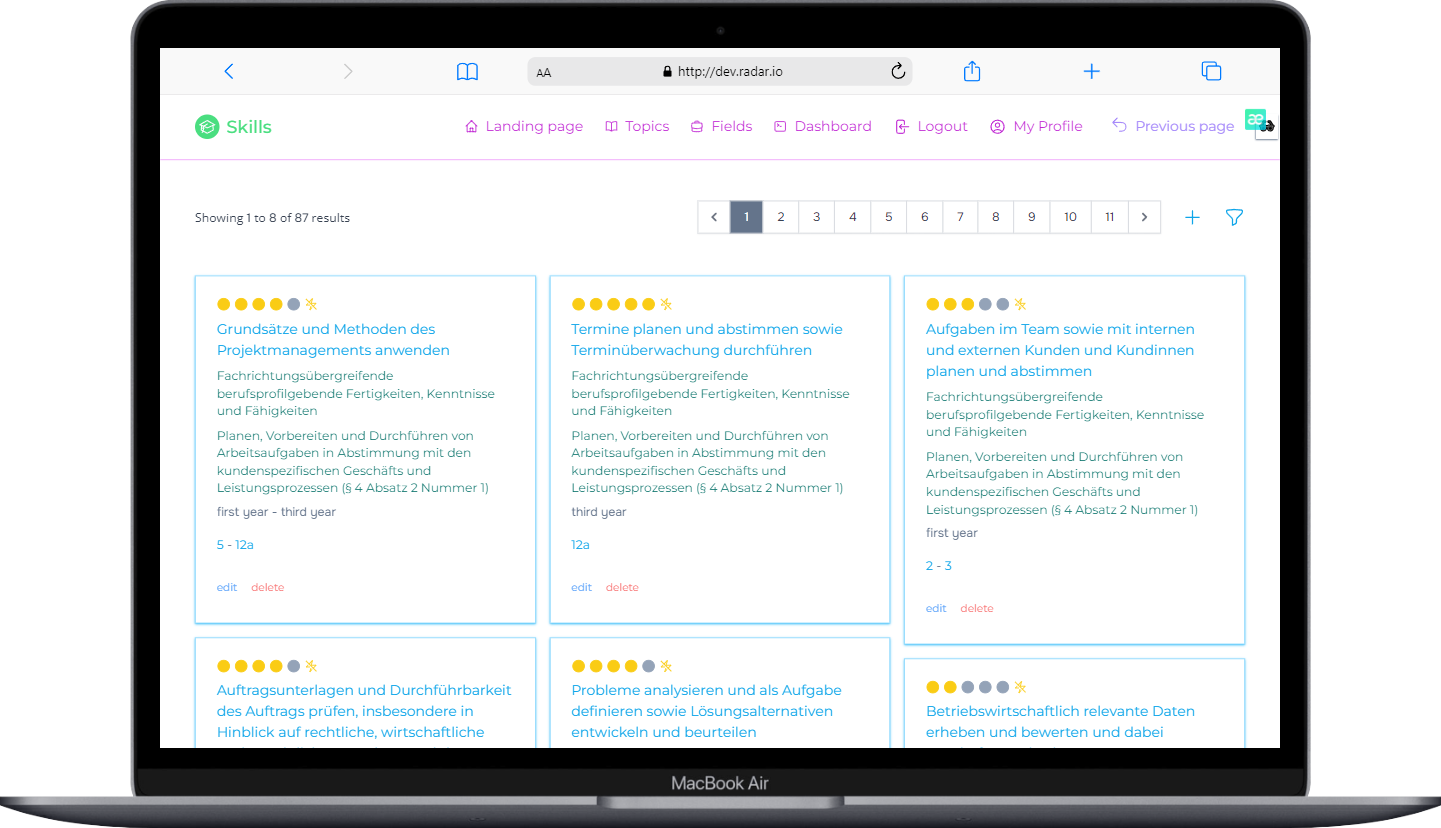 AA
http://dev.radar.io
Skills
Landing page
Topics
Fields
Dashboard
Logout
My Profile
Previous page
æ
Showing 1 to 8 of 87 results
1 2 3 4 5 6 7 8 9 10 11
Grundsätze und Methoden des
Projektmanagements anwenden
Fachrichtungsübergreifende
berufsprofilgebende Fertigkeiten, Kenntnisse
und Fähigkeiten
Planen, Vorbereiten und Durchführen von
Arbeitsaufgaben in Abstimmung mit den
kundenspezifischen Geschäfts und
Leistungsprozessen (§ 4 Absatz 2 Nummer 1)
first year - third year
5 - 12a
edit delete
Termine planen und abstimmen sowie
Terminüberwachung durchführen
Fachrichtungsübergreifende
berufsprofilgebende Fertigkeiten, Kenntnisse
und Fähigkeiten
Planen, Vorbereiten und Durchführen von
Arbeitsaufgaben in Abstimmung mit den
kundenspezifischen Geschäfts und
Leistungsprozessen (§ 4 Absatz 2 Nummer 1)
third year
12a
edit delete
Aufgaben im Team sowie mit internen
und externen Kunden und Kundinnen
planen und abstimmen
Fachrichtungsübergreifende
berufsprofilgebende Fertigkeiten, Kenntnisse
und Fähigkeiten
Planen, Vorbereiten und Durchführen von
Arbeitsaufgaben in Abstimmung mit den
kundenspezifischen Geschäfts und
Leistungsprozessen (§ 4 Absatz 2 Nummer 1)
first year
2 - 3
edit delete
Auftragsunterlagen und Durchführbarkeit
des Auftrags prüfen, insbesondere in
Hinblick auf rechtliche, wirtschaftliche
Probleme analysieren und als Aufgabe
definieren sowie Lösungsalternativen
entwickeln und beurteilen
Betriebswirtschaftlich relevante Daten
erheben und bewerten und dabei
MacBook Air